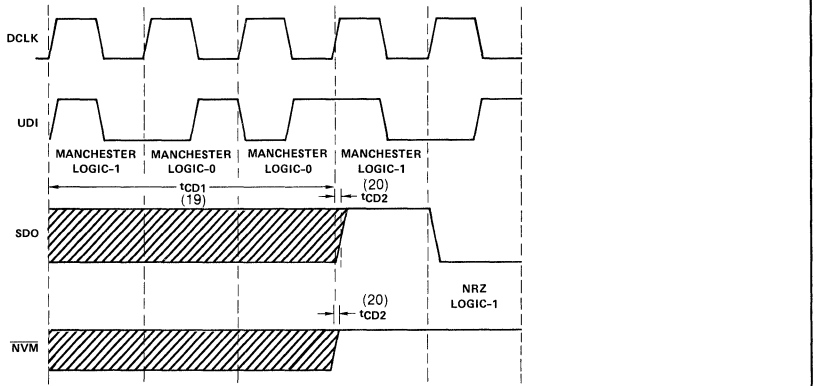 DCLK
UDI
MANCHESTER LOGIC-1
MANCHESTER LOGIC-0
MANCHESTER LOGIC-0
MANCHESTER LOGIC-1
tCD1
(19)
(20)
tCD2
SDO
NRZ
LOGIC-1
(20)
tCD2
NVM